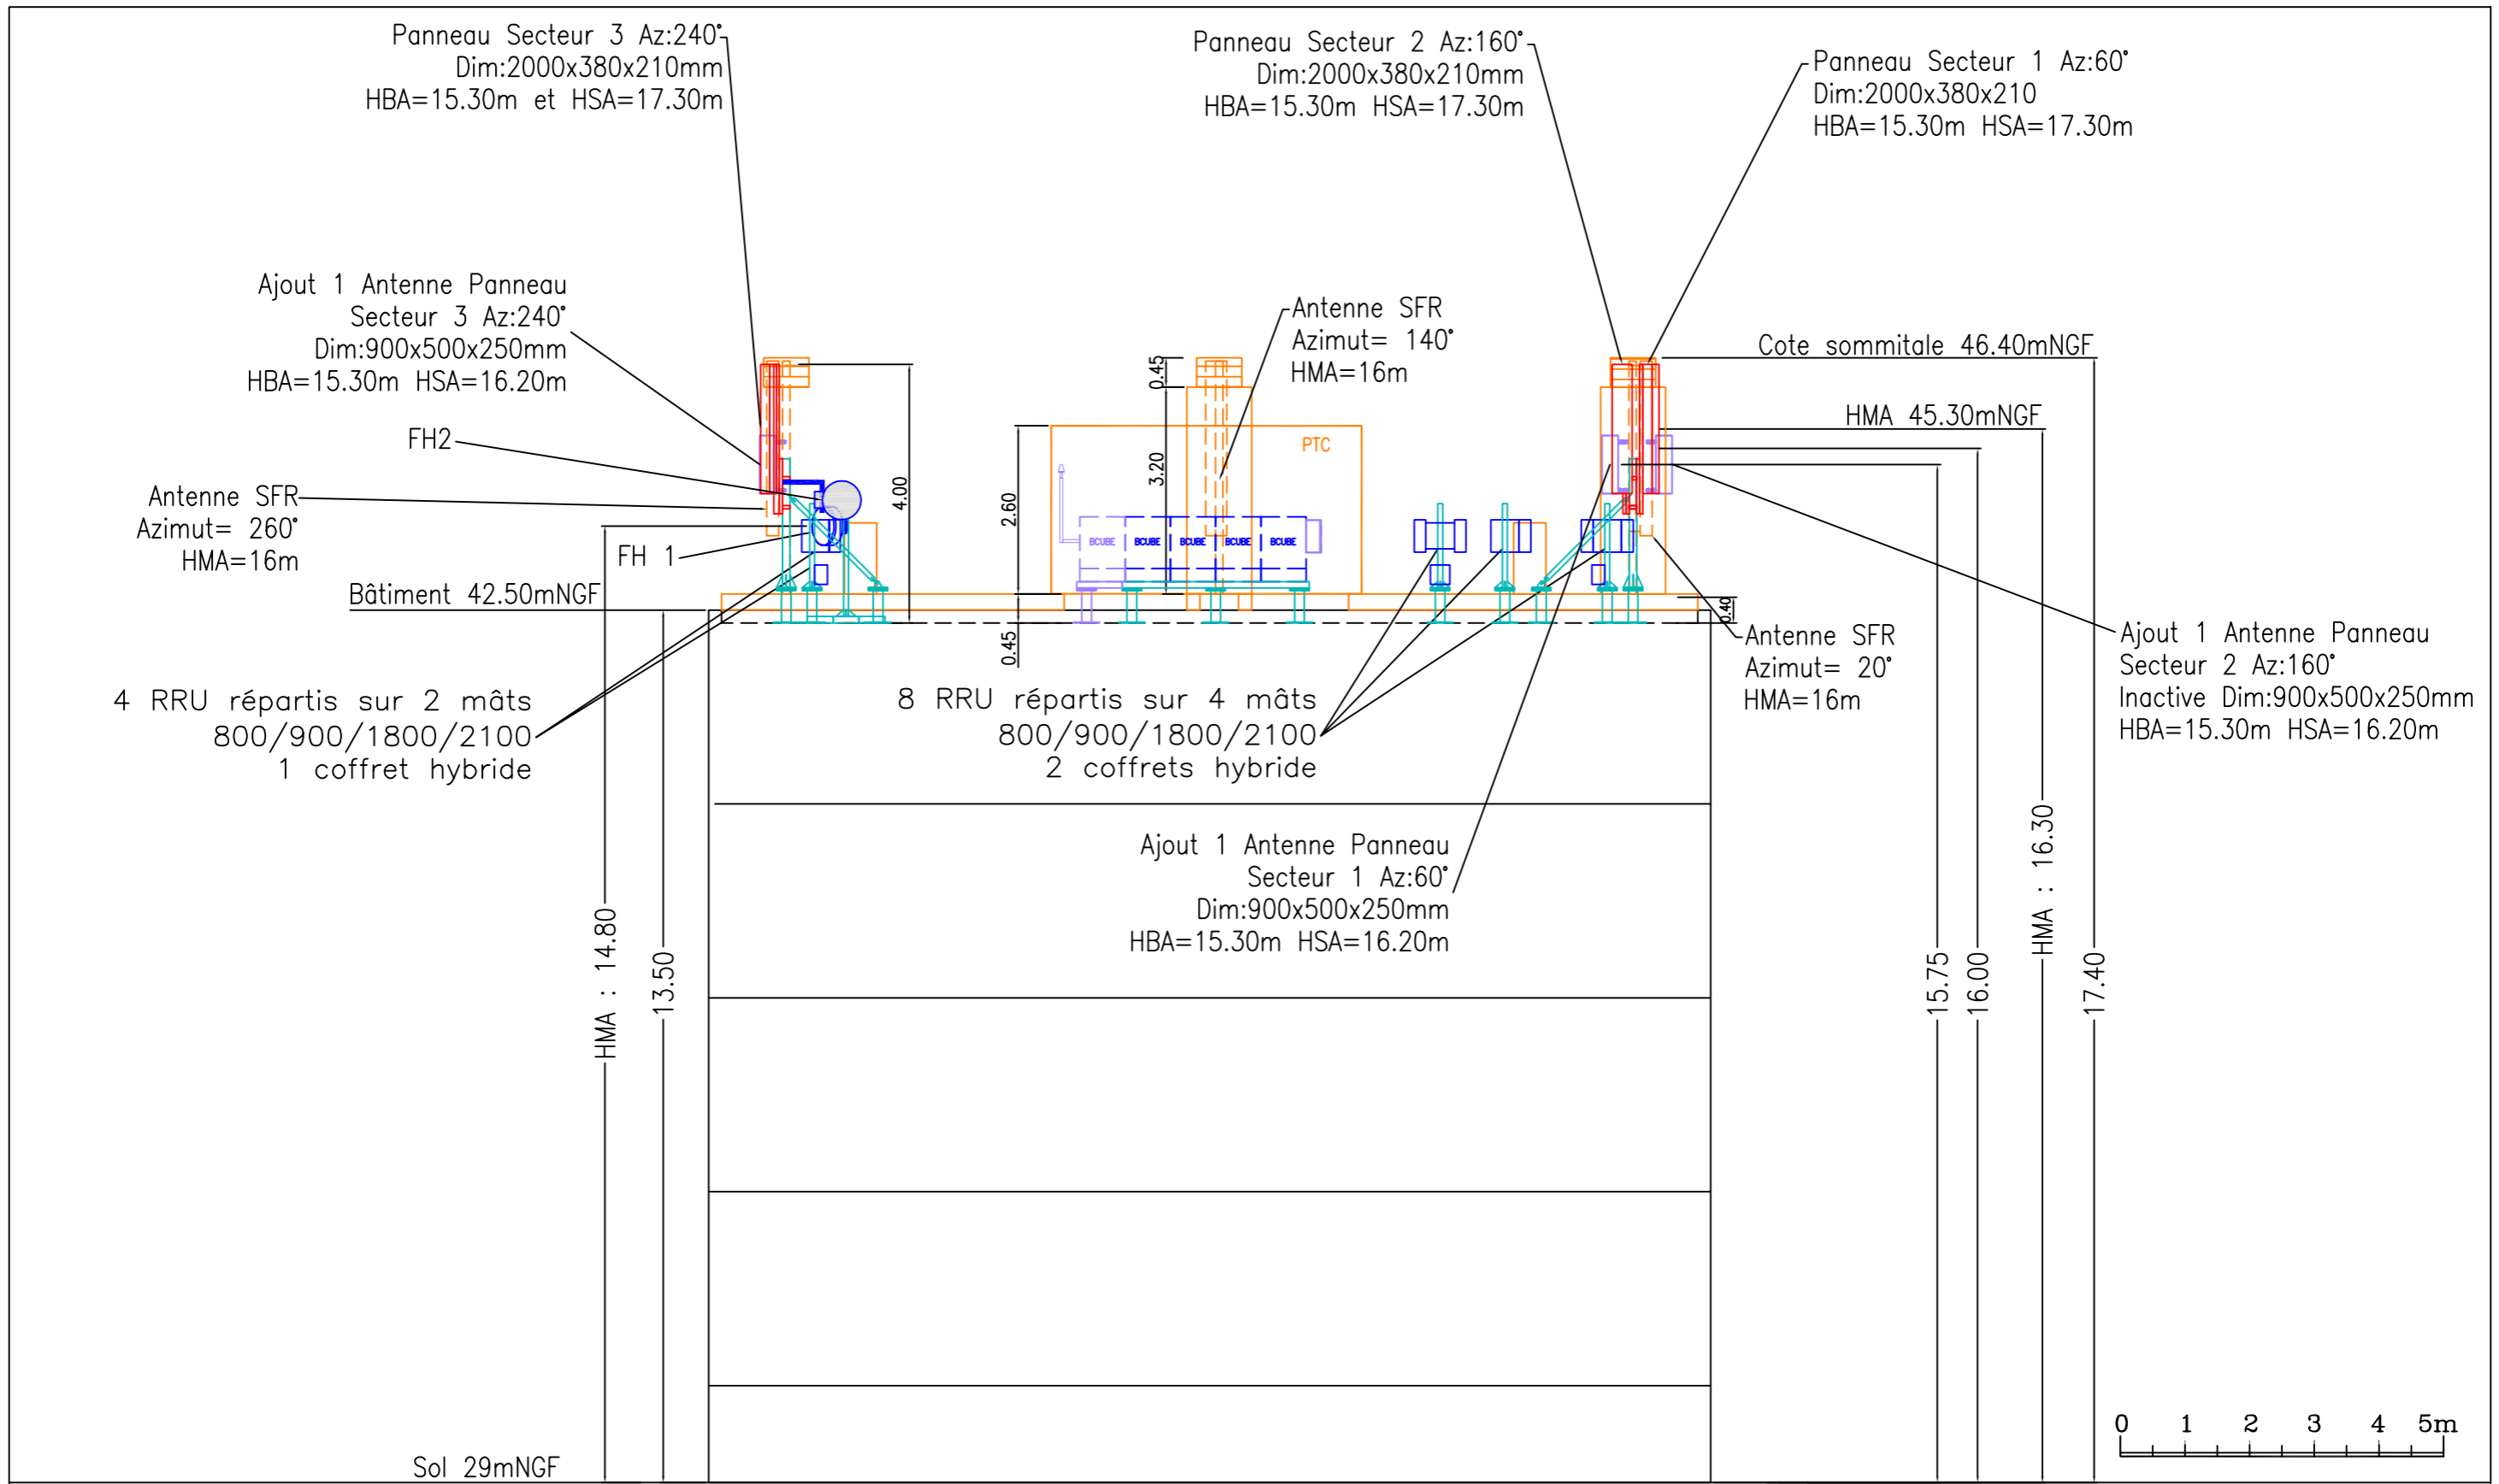 Panneau Secteur 3 Az:240°
Dim:2000x380x210mm
HBA=15.30m et HSA=17.30m
Panneau Secteur 2 Az:160°
Dim:2000x380x210mm
HBA=15.30m HSA=17.30m
Panneau Secteur 1 Az:60°
Dim:2000x380x210
HBA=15.30m HSA=17.30m
Ajout 1 Antenne Panneau
Secteur 3 Az:240°
Dim:900x500x250mm
HBA=15.30m HSA=16.20m
Antenne SFR
Azimut= 140°
HMA=16m
Cote sommitale 46.40mNGF
HMA 45.30mNGF
FH2
PTC
0.45
3.20
2.60
4.00
Antenne SFR
Azimut= 260°
HMA=16m
FH 1
BCUBE BCUBE BCUBE BCUBE BCUBE
Bâtiment 42.50mNGF
0.45
0.40
Antenne SFR
Azimut= 20°
HMA=16m
Ajout 1 Antenne Panneau
Secteur 2 Az:160°
Inactive Dim:900x500x250mm
HBA=15.30m HSA=16.20m
4 RRU répartis sur 2 mâts
800/900/1800/2100
1 coffret hybride
8 RRU répartis sur 4 mâts
800/900/1800/2100
2 coffrets hybride
Ajout 1 Antenne Panneau
Secteur 1 Az:60°
Dim:900x500x250mm
HBA=15.30m HSA=16.20m
HMA : 14.80
13.50
15.75
16.00
HMA : 16.30
17.40
Sol 29mNGF
0 1 2 3 4 5m